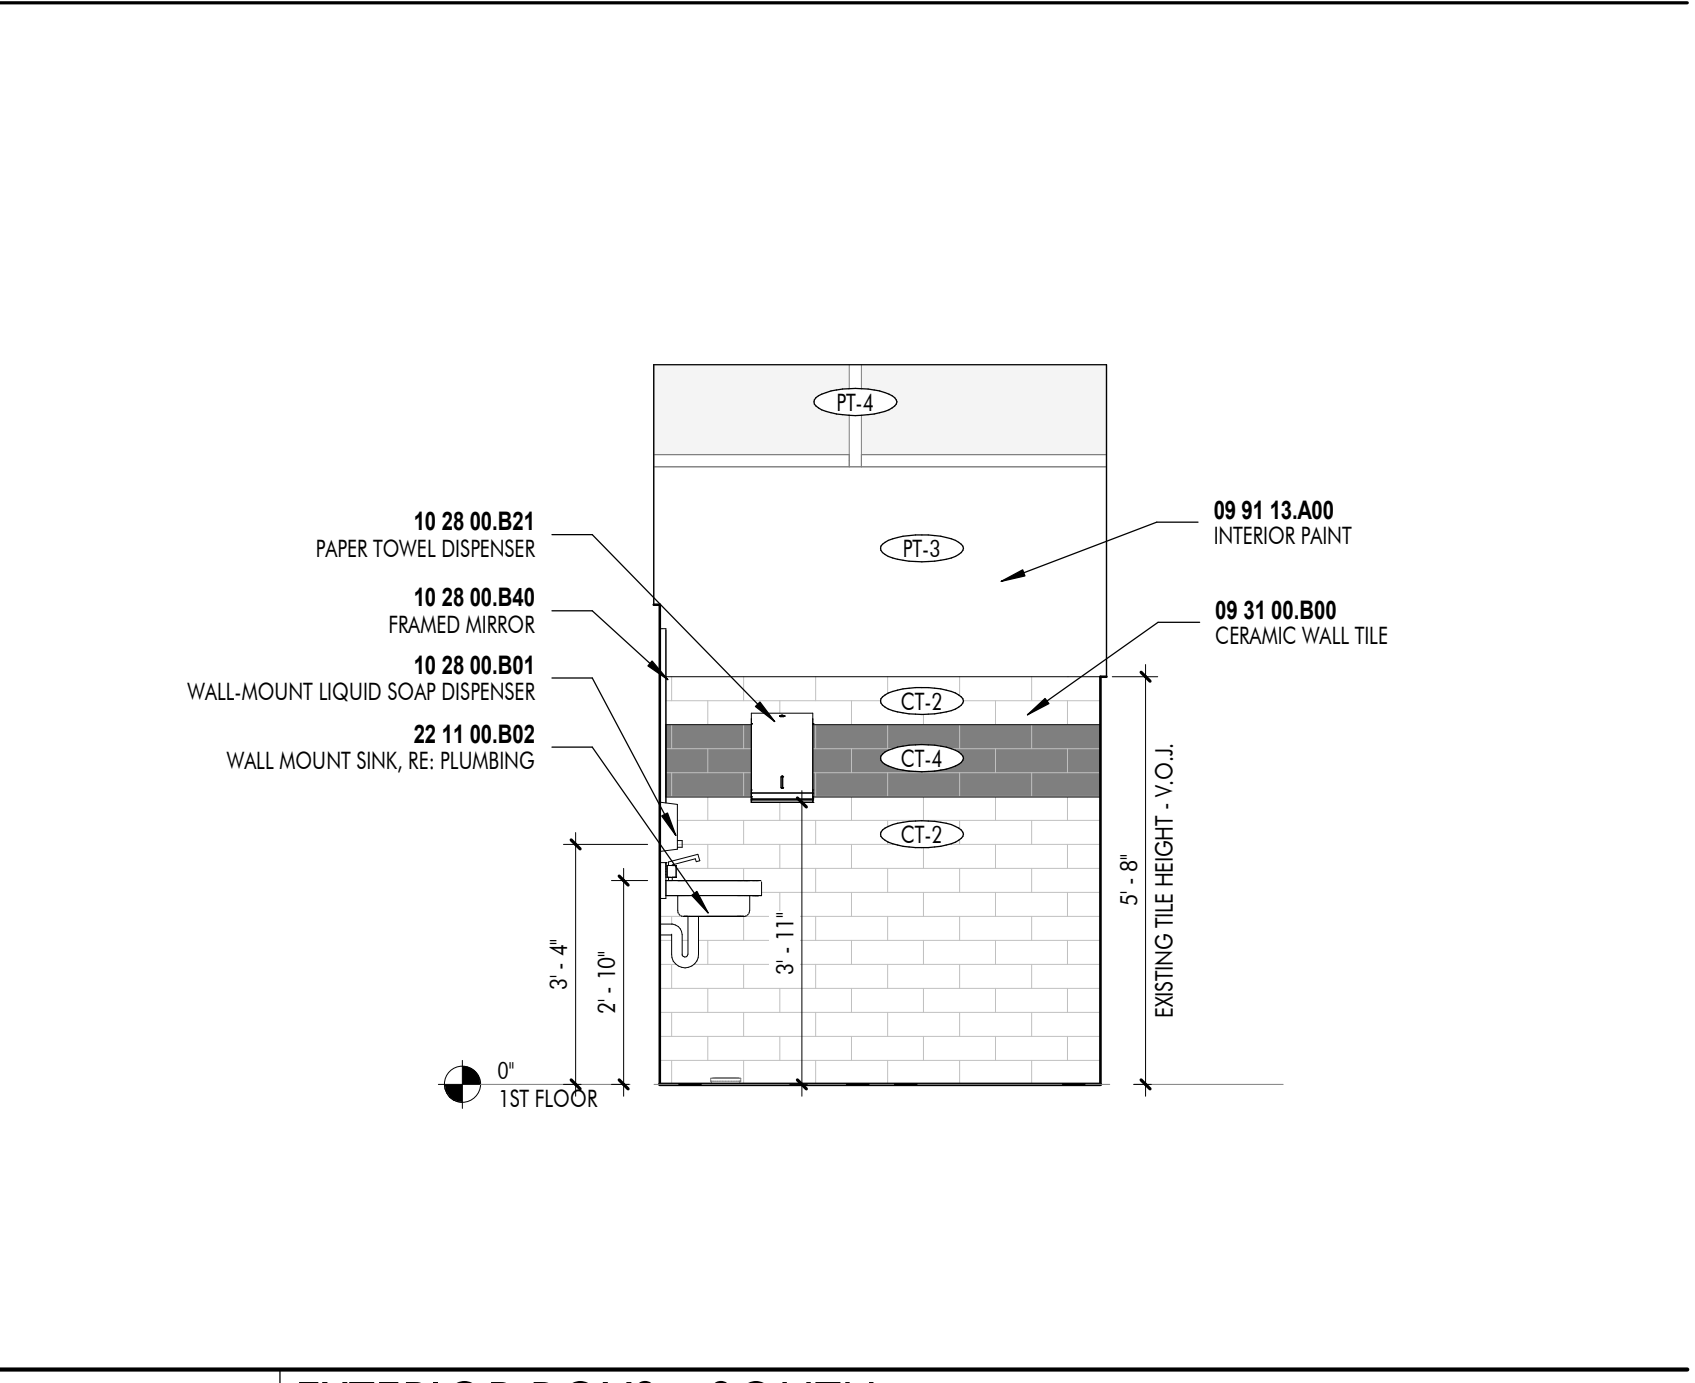 PT-4
10 28 00.B21
PAPER TOWEL DISPENSER
09 91 13.A00
INTERIOR PAINT
PT-3
10 28 00.B40
FRAMED MIRROR
09 31 00.B00
CERAMIC WALL TILE
10 28 00.B01
WALL-MOUNT LIQUID SOAP DISPENSER
CT-2
22 11 00.B02
WALL MOUNT SINK, RE: PLUMBING
CT-4
CT-2
5' - 8"
EXISTING TILE HEIGHT - V.O.J.
3' - 11"
3' - 4"
2' - 10"
0"
1ST FLOOR